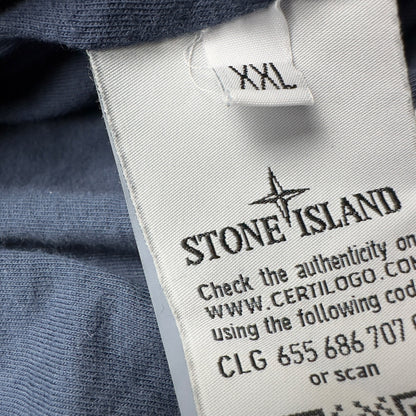 XXL
STONE ISLAND
Check the authenticity on
WWW.CERTILOGO.COM
using the following code
CLG 655 686 707
or scan